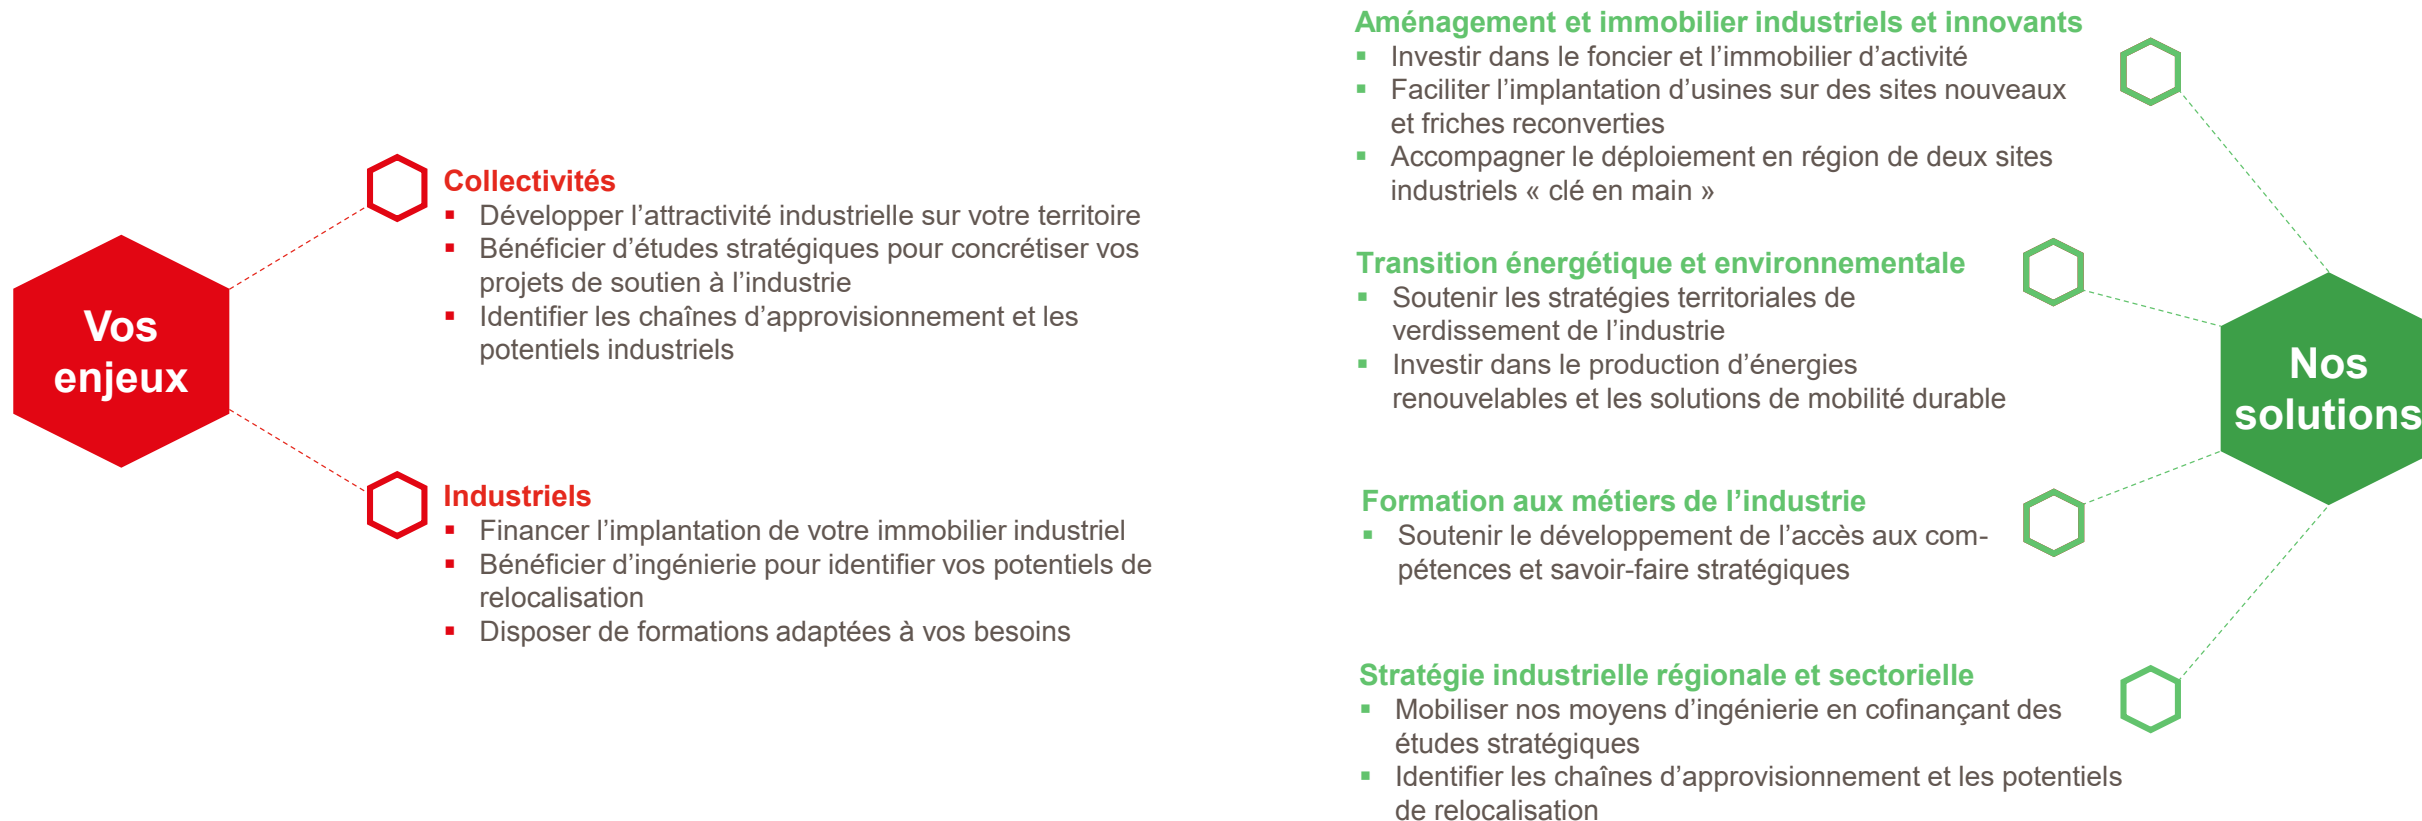 Vos
enjeux
Collectivités
▪ Développer l’attractivité industrielle sur votre territoire
▪ Bénéficier d’études stratégiques pour concrétiser vos
projets de soutien à l’industrie
▪ Identifier les chaînes d’approvisionnement et les
potentiels industriels
Industriels
▪ Financer l’implantation de votre immobilier industriel
▪ Bénéficier d’ingénierie pour identifier vos potentiels de
relocalisation
▪ Disposer de formations adaptées à vos besoins
Aménagement et immobilier industriels et innovants
▪ Investir dans le foncier et l’immobilier d’activité
▪ Faciliter l’implantation d’usines sur des sites nouveaux
et friches reconverties
▪ Accompagner le déploiement en région de deux sites
industriels « clé en main »
Transition énergétique et environnementale
▪ Soutenir les stratégies territoriales de
verdissement de l’industrie
▪ Investir dans le production d’énergies
renouvelables et les solutions de mobilité durable
Formation aux métiers de l’industrie
▪ Soutenir le développement de l’accès aux com-
pétences et savoir-faire stratégiques
Stratégie industrielle régionale et sectorielle
▪ Mobiliser nos moyens d’ingénierie en cofinançant des
études stratégiques
▪ Identifier les chaînes d’approvisionnement et les potentiels
de relocalisation
Nos
solutions